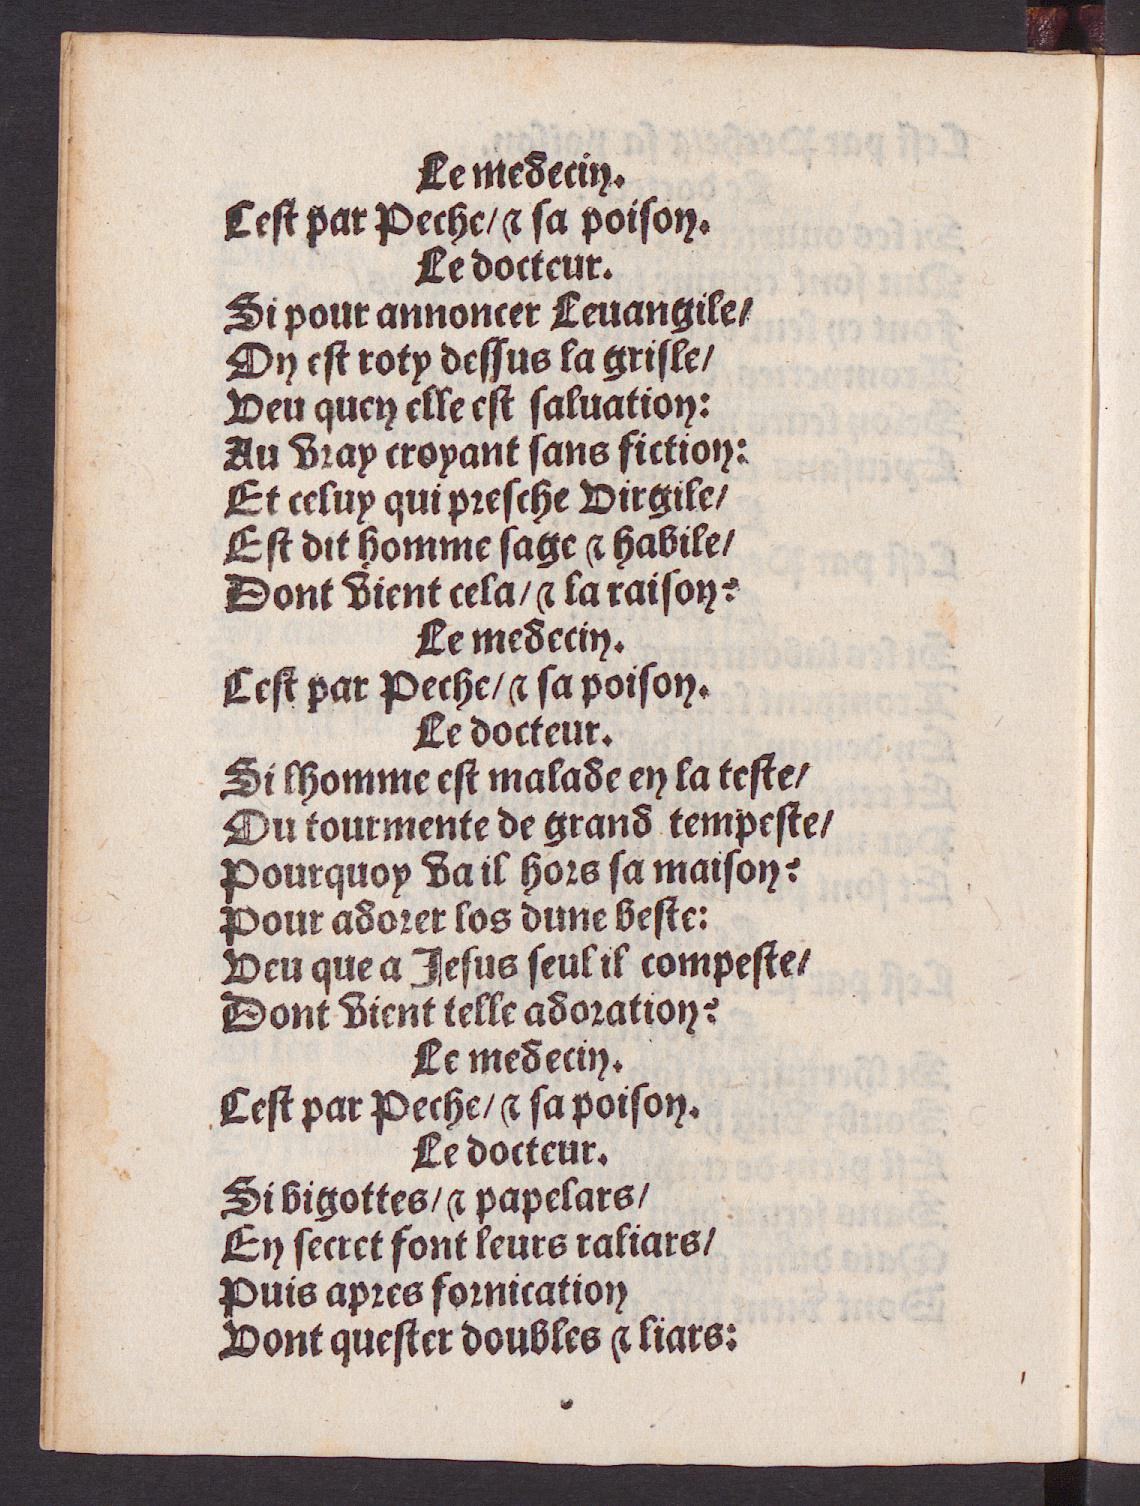 Le medecin.
Cest par Peche/ ⁊ sa poison.
Le docteur.
Si pour annoncer Leuangile/
On est roty dessus la grisle/
Veu quen elle est saluation:
Au vray croyant sans fiction:
Et celuy qui presche Virgile/
Est dit homme sage ⁊ habile/
Dont vient cela/ ⁊ la raison?
Le medecin.
Cest par Peche/ ⁊ sa poison.
Le docteur.
Si lhomme est malade en la teste/
Ou tourmente de grand tempeste/
Pourquoy va il hors sa maison?
Pour adorer los dune beste:
Veu que a Jesus seul il compeste/
Dont vient telle adoration?
Le medecin.
Cest par Peche/ ⁊ sa poison.
Le docteur.
Si bigottes/ ⁊ papelars/
En secret font leurs raliars/
Puis apres fornication
Vont quester doubles ⁊ liars: